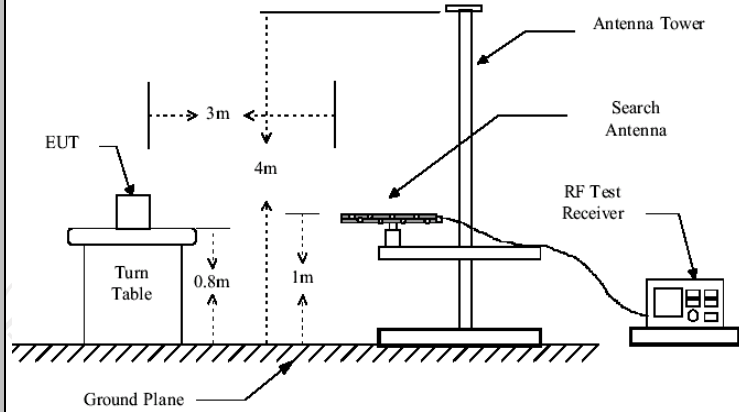 Antenna Tower
3m
Search
Antenna
EUT
4m
RF Test
Receiver
Turn
Table
0.8m
1m
Ground Plane